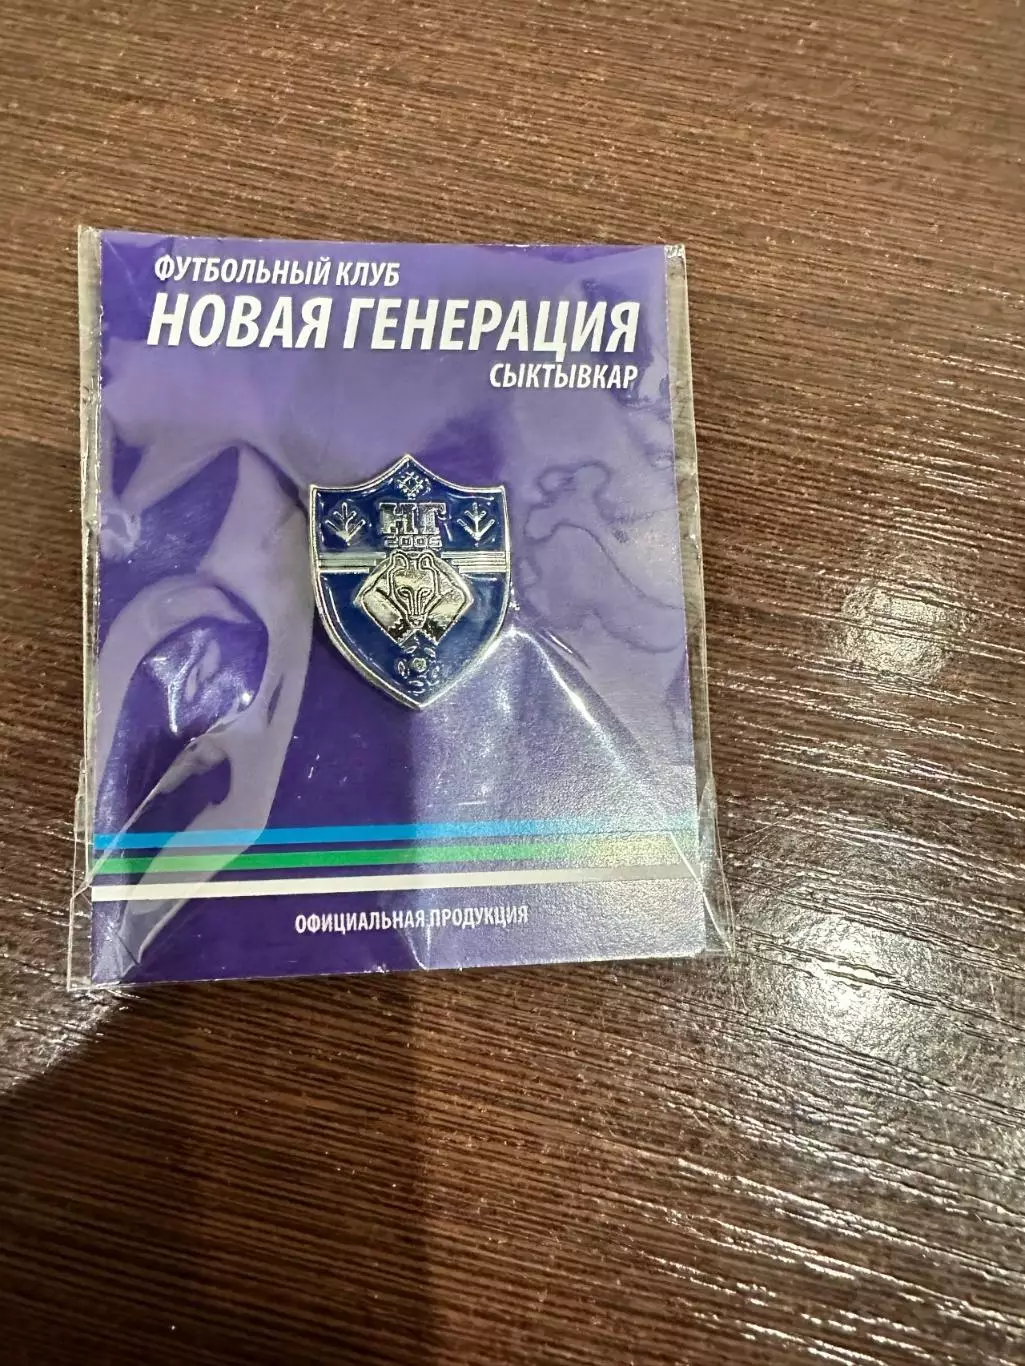 ФУТБОЛЬНЫЙ КЛУБ
НОВАЯ ГЕНЕРАЦИЯ
СЫКТЫВКАР
НГ
2006
ОФИЦИАЛЬНАЯ ПРОДУКЦИЯ